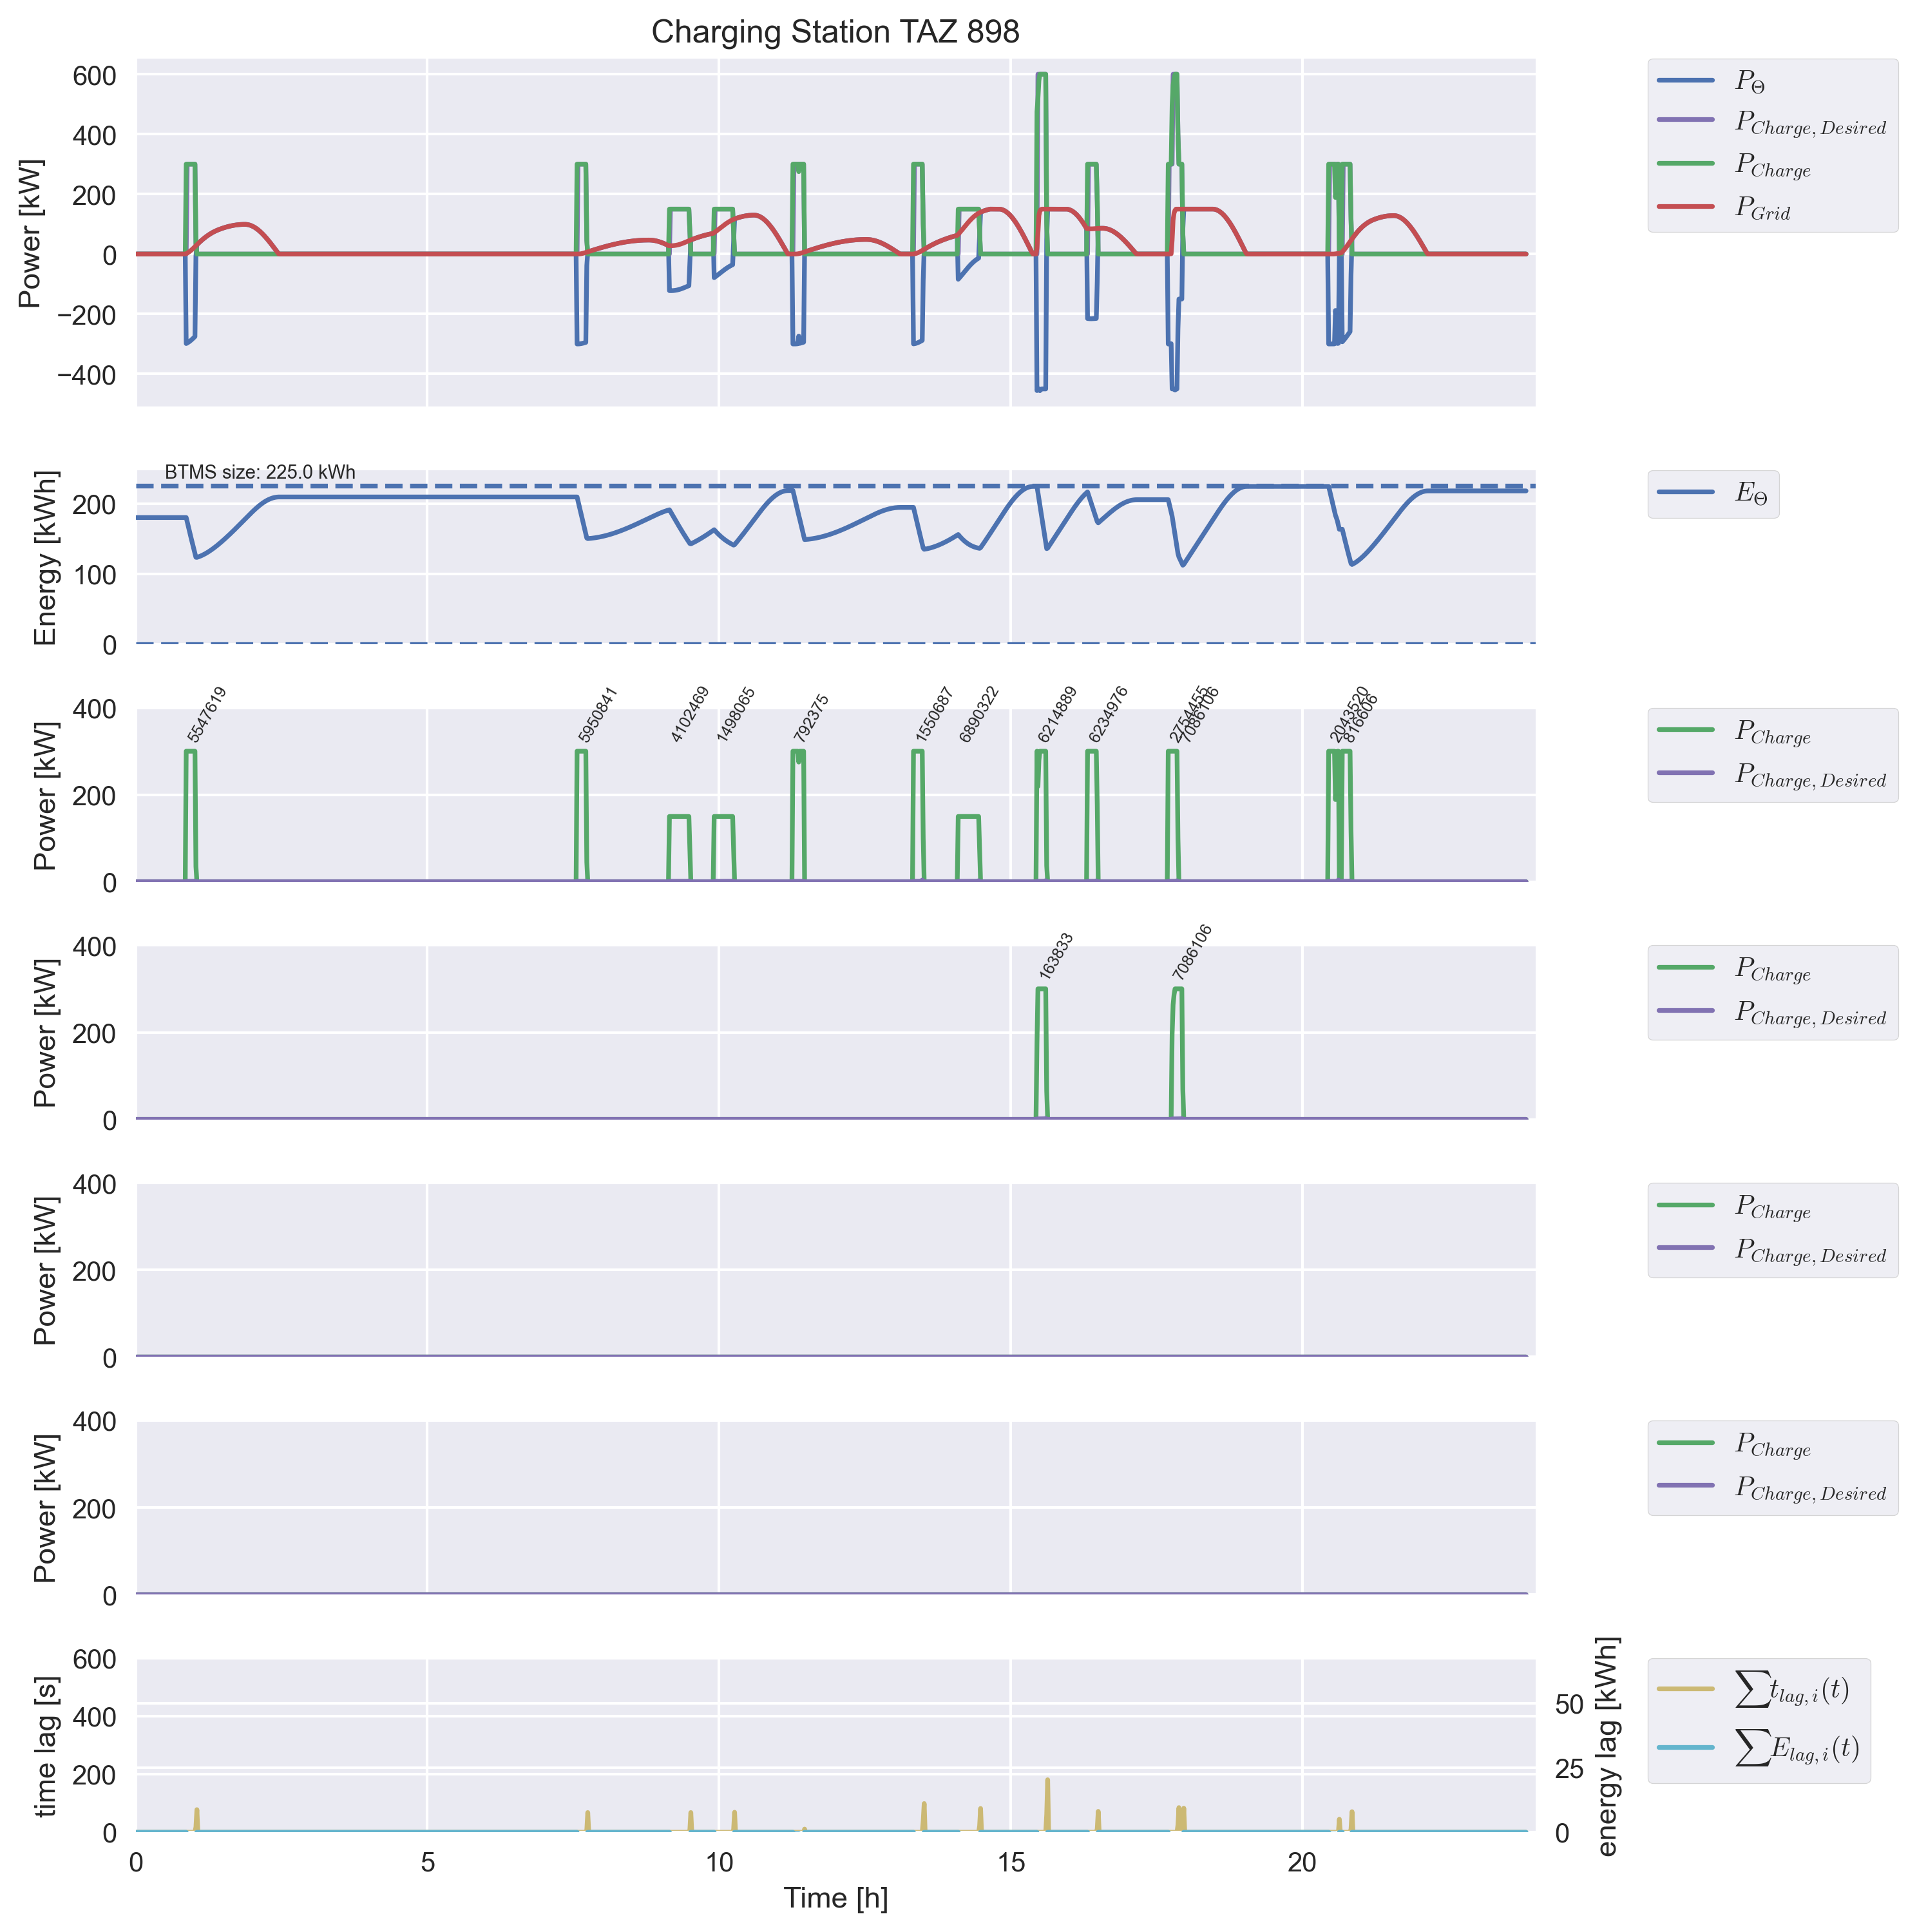 Charging Station TAZ 898
Power [kW]
600
400
200
0
−200
−400
P_Θ
P_Charge, Desired
P_Charge
P_Grid
Energy [kWh]
BTMS size: 225.0 kWh
200
100
0
E_Θ
Power [kW]
400
200
0
5547619
5950841
4102469
1498065
792375
1550687
6890322
6214889
6234976
2754455
7086106
2043520
816606
P_Charge
P_Charge, Desired
Power [kW]
400
200
0
163833
7086106
P_Charge
P_Charge, Desired
Power [kW]
400
200
0
P_Charge
P_Charge, Desired
Power [kW]
400
200
0
P_Charge
P_Charge, Desired
time lag [s]
600
400
200
0
energy lag [kWh]
50
25
0
∑t_lag, i(t)
∑E_lag, i(t)
0 5 10 15 20
Time [h]